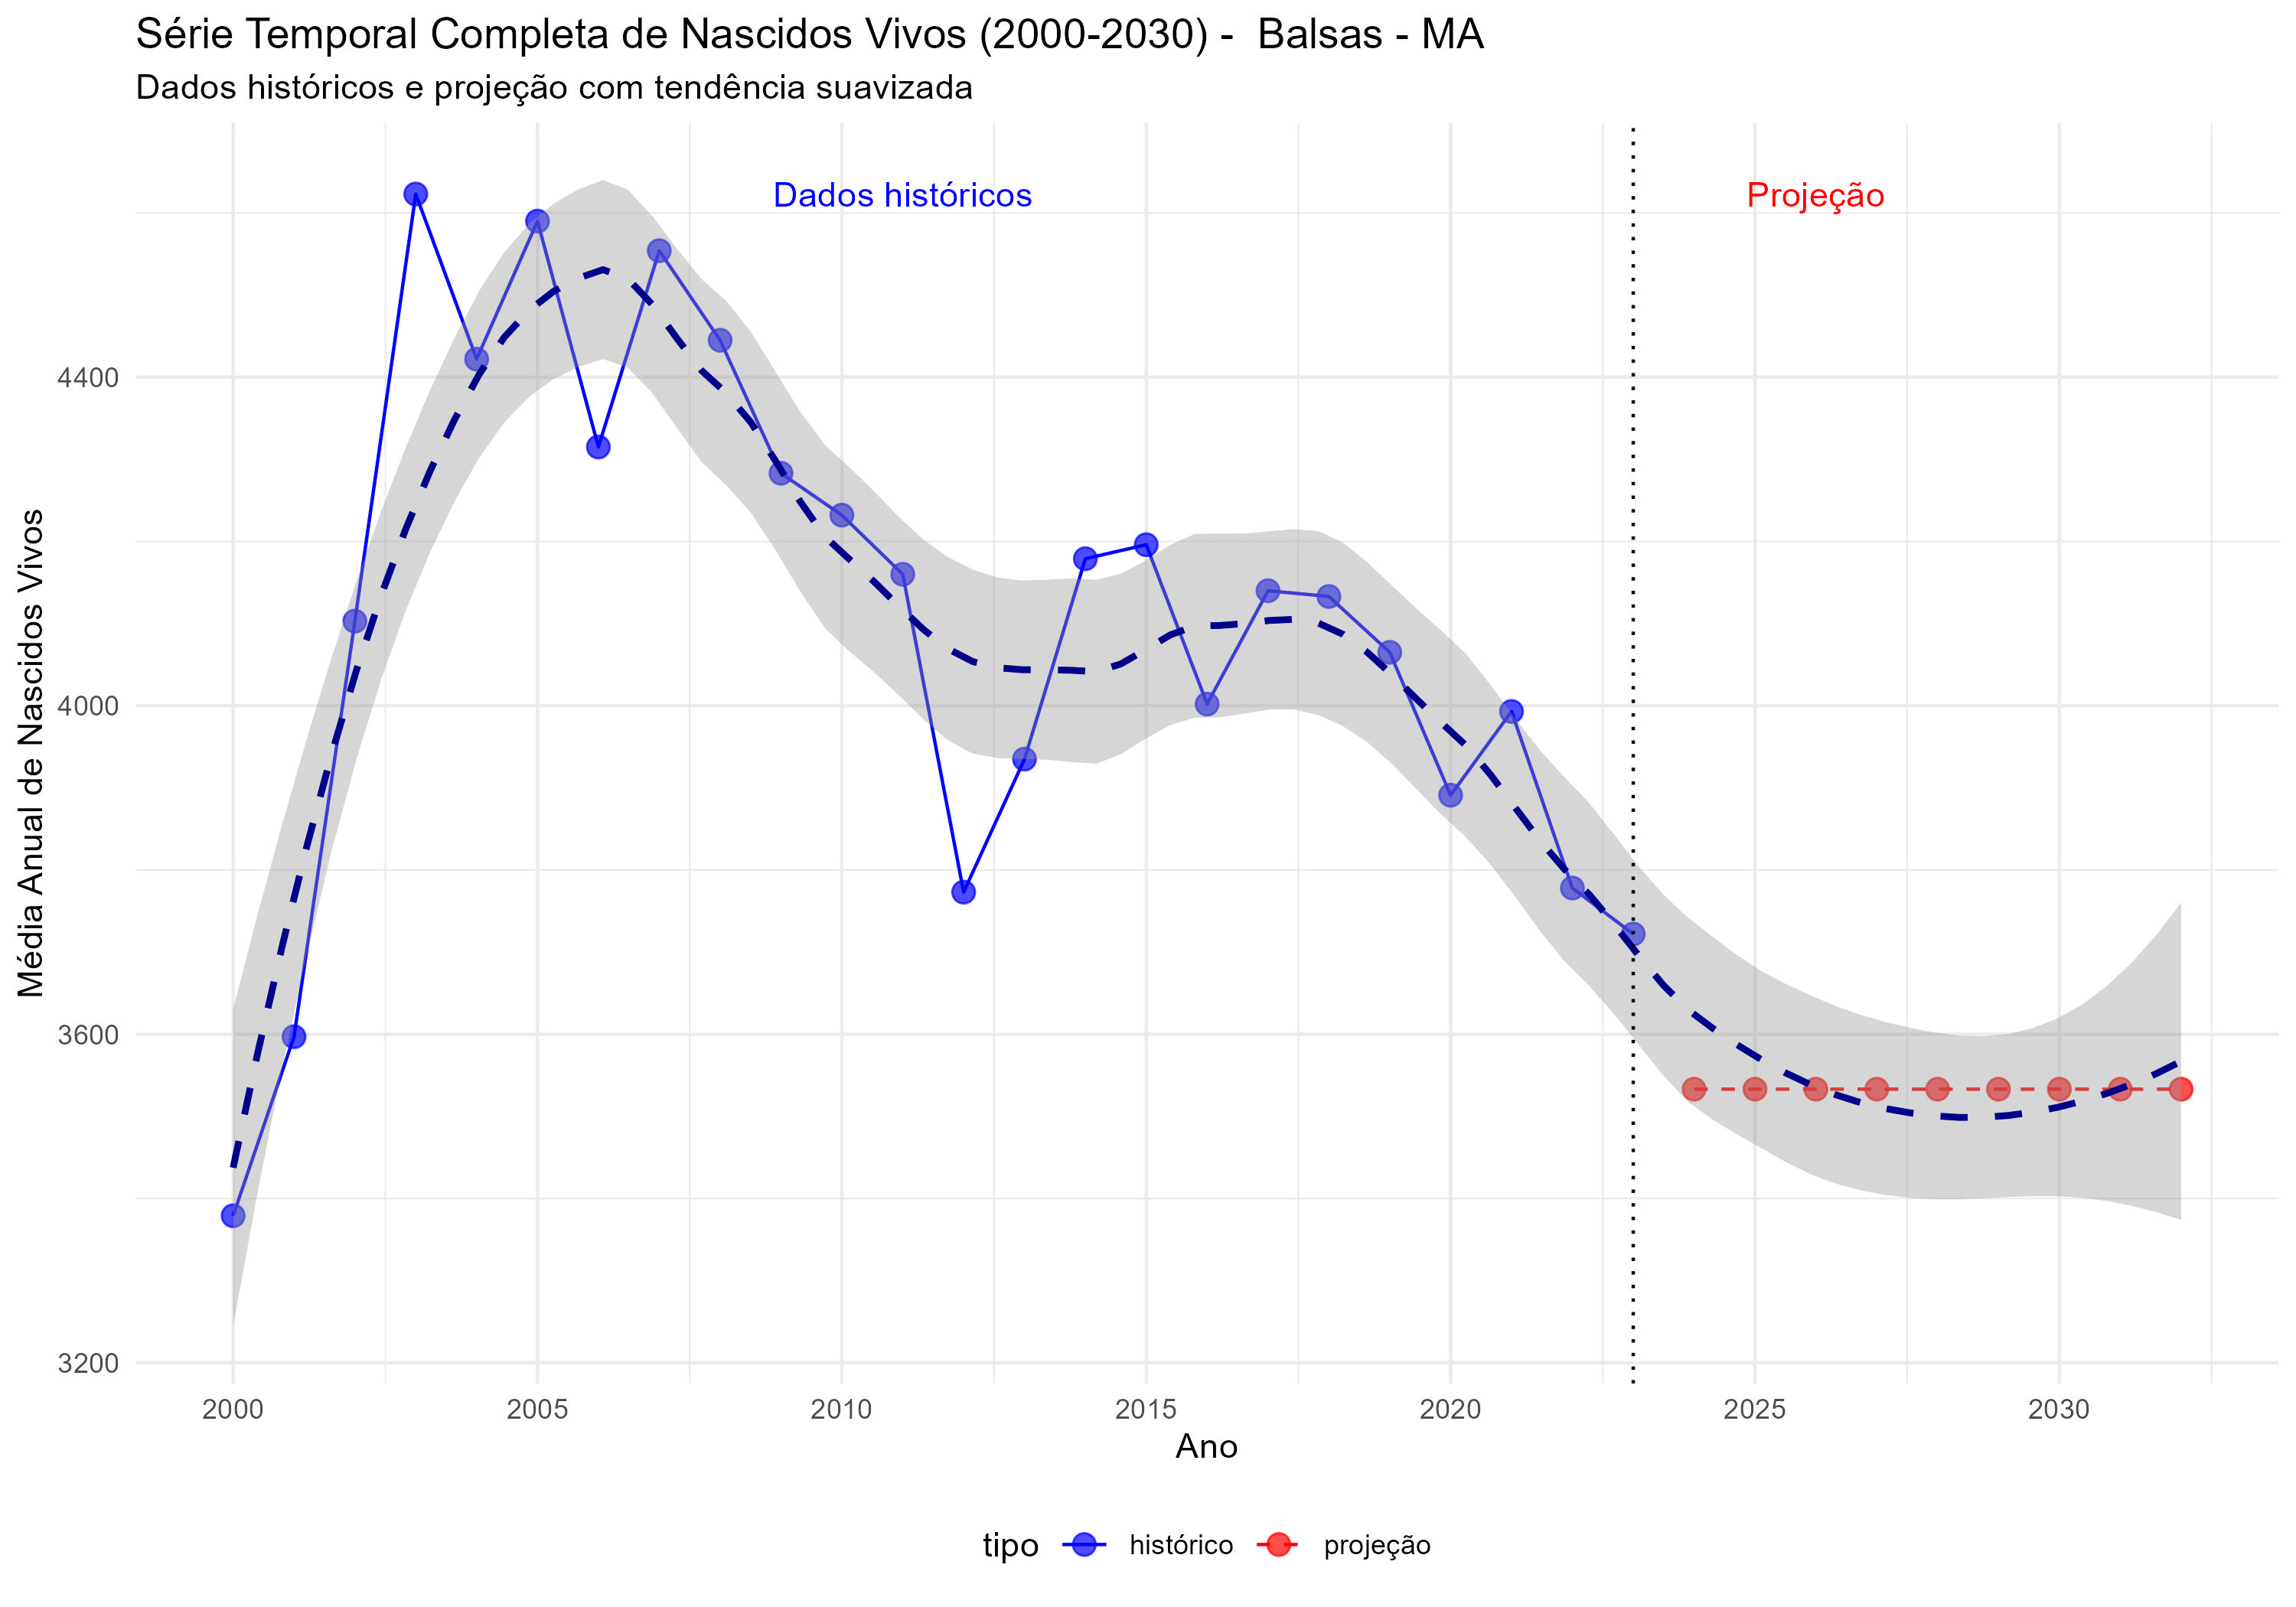 Série Temporal Completa de Nascidos Vivos (2000-2030) -  Balsas - MA
Dados históricos e projeção com tendência suavizada
Dados históricos
Projeção
Média Anual de Nascidos Vivos
4400
4000
3600
3200
2000 2005 2010 2015 2020 2025 2030
Ano
tipo histórico projeção